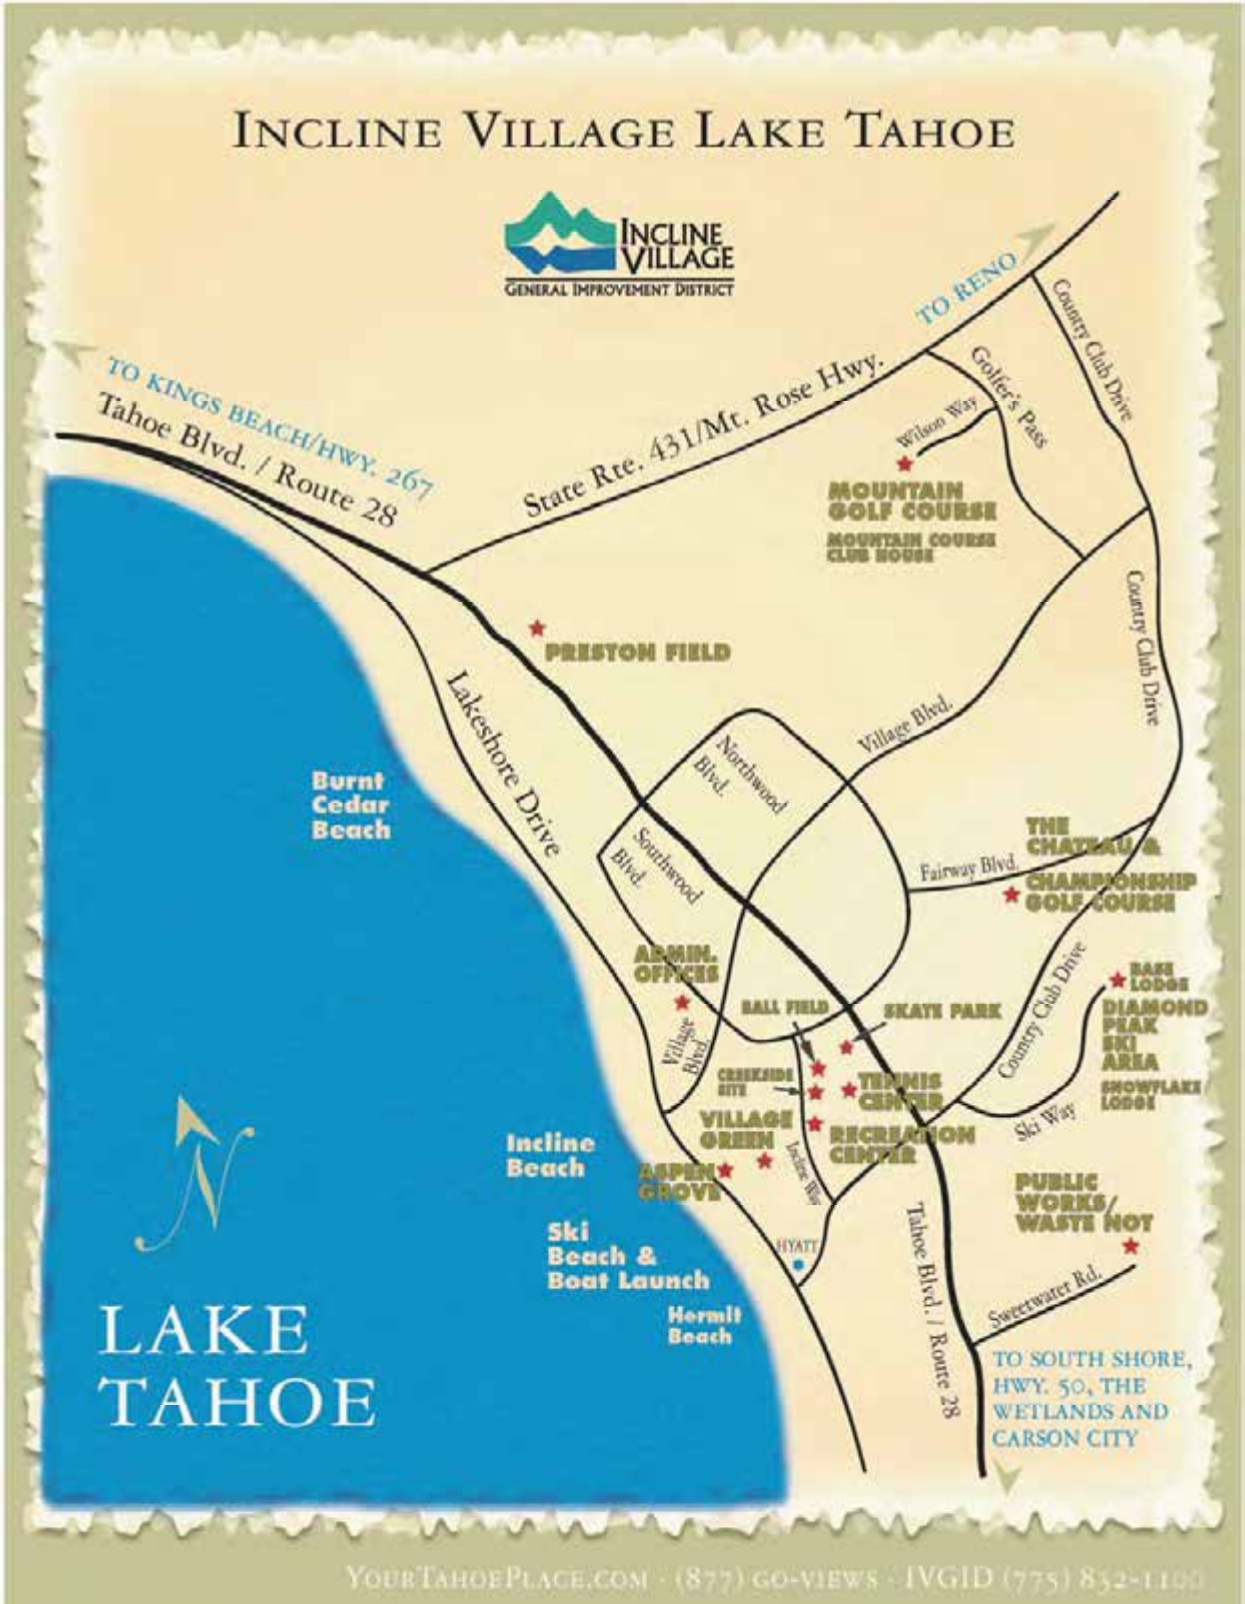 INCLINE VILLAGE LAKE TAHOE
INCLINE
VILLAGE
GENERAL IMPROVEMENT DISTRICT
TO RENO
Country Club Drive
TO KINGS BEACH/HWY. 267
Tahoe Blvd. / Route 28
State Rte. 431/Mt. Rose Hwy.
Golfer's Pass
Wilson Way
MOUNTAIN
GOLF COURSE
MOUNTAIN COURSE
CLUB HOUSE
Country Club Drive
PRESTON FIELD
Lakeshore Drive
Village Blvd.
Northwood
Blvd.
Burnt
Cedar
Beach
Southwood
Blvd.
THE
CHATEAU &
Fairway Blvd.
CHAMPIONSHIP
GOLF COURSE
ADMIN.
OFFICES
Country Club Drive
BASE
LODGE
BALL FIELD
SKATE PARK
DIAMOND
PEAK
SKI
AREA
Village
Blvd.
CREEKSIDE
SITE
TENNIS
CENTER
SNOWFLAKE
LODGE
Ski Way
VILLAGE
GREEN
RECREATION
CENTER
Incline
Beach
ASPEN
GROVE
Incline Way
PUBLIC
WORKS/
WASTE NOT
N
Ski
Beach &
Boat Launch
HYATT
Tahoe Blvd. / Route 28
Sweetwater Rd.
Hermit
Beach
LAKE
TAHOE
TO SOUTH SHORE,
HWY. 50, THE
WETLANDS AND
CARSON CITY
YOURTAHOEPLACE.COM · (877) GO-VIEWS · IVGID (775) 832-1100